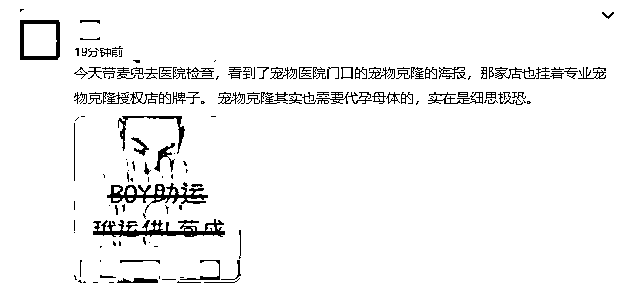 19分钟前
今天带麦兜去医院检查，看到了宠物医院门口的宠物克隆的海报，那家店也挂着专业宠
物克隆授权店的牌子。 宠物克隆其实也需要代孕母体的，实在是细思极恐。
BOY助运